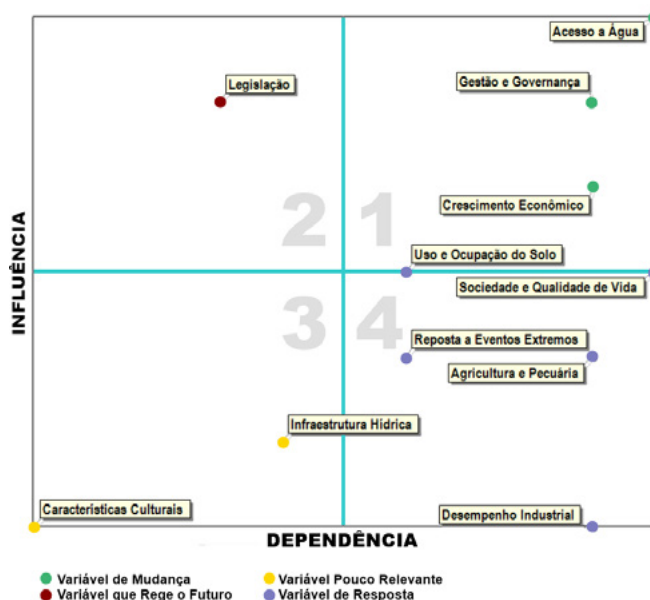 Acesso a Água
Legislação
Gestão e Governança
Crescimento Econômico
2 1
Uso e Ocupação do Solo
Sociedade e Qualidade de Vida
INFLUÊNCIA
3 4
Reposta a Eventos Extremos
Agricultura e Pecuária
Infraestrutura Hídrica
Características Culturais
Desempenho Industrial
DEPENDÊNCIA
Variável de Mudança
Variável Pouco Relevante
Variável que Rege o Futuro
Variável de Resposta